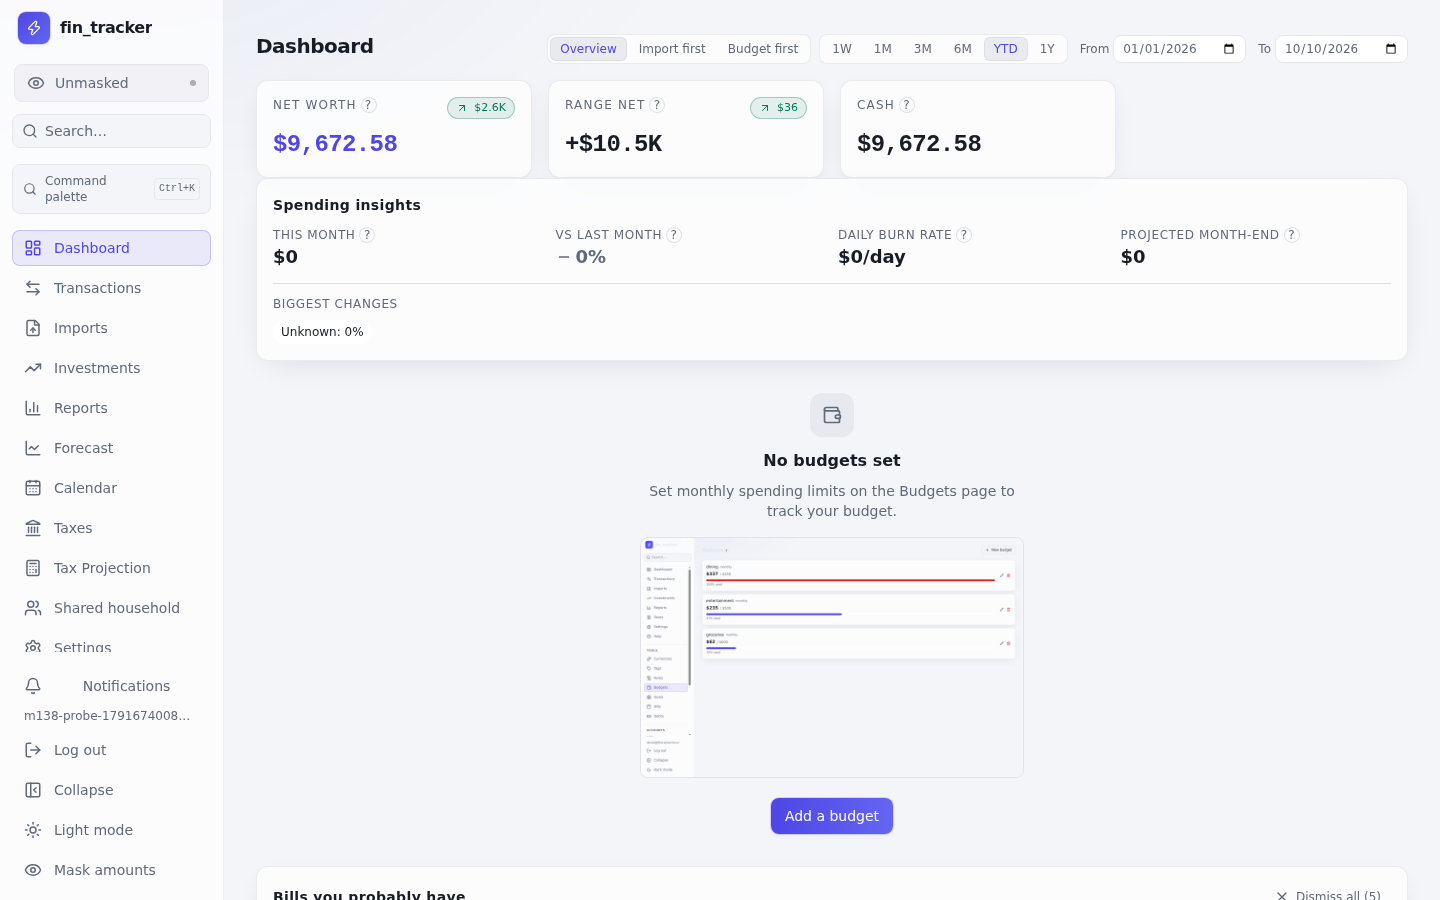 fin_tracker
Unmasked
Search...
Command palette
Ctrl+K
Dashboard
Transactions
Imports
Investments
Reports
Forecast
Calendar
Taxes
Tax Projection
Shared household
Settings
Notifications
m138-probe-1791674008...
Log out
Collapse
Light mode
Mask amounts
Dashboard
Overview Import first Budget first
1W 1M 3M 6M YTD 1Y
From 01/01/2026 To 10/10/2026
NET WORTH ? $2.6K
$9,672.58
RANGE NET ? $36
+$10.5K
CASH ?
$9,672.58
Spending insights
THIS MONTH ?
$0
VS LAST MONTH ?
– 0%
DAILY BURN RATE ?
$0/day
PROJECTED MONTH-END ?
$0
BIGGEST CHANGES
Unknown: 0%
No budgets set
Set monthly spending limits on the Budgets page to
track your budget.
Add a budget
Bills you probably have
Dismiss all (5)